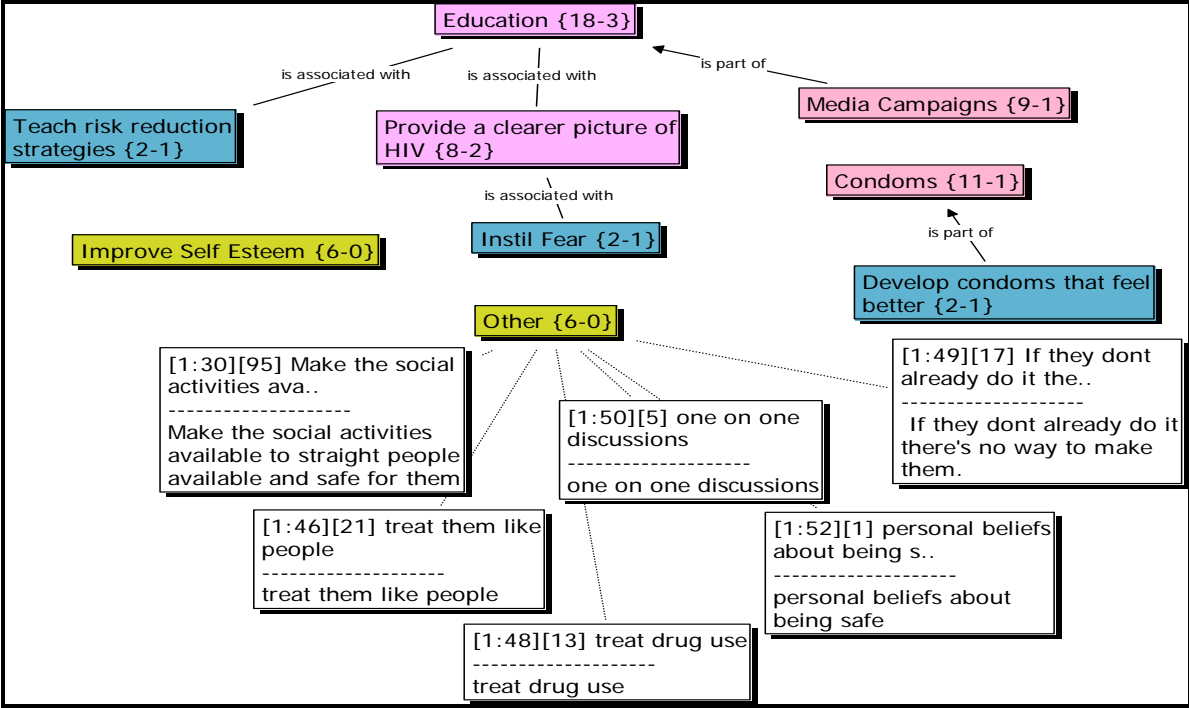 Education {18-3}
is associated with
is associated with
is part of
Media Campaigns {9-1}
Teach risk reduction
strategies {2-1}
Provide a clearer picture of
HIV {8-2}
Condoms {11-1}
is associated with
Instil Fear {2-1}
is part of
Improve Self Esteem {6-0}
Develop condoms that feel
better {2-1}
Other {6-0}
[1:30][95] Make the social
activities ava..
--------------------
Make the social activities
available to straight people
available and safe for them
[1:49][17] If they dont
already do it the..
--------------------
If they dont already do it
there's no way to make
them.
[1:50][5] one on one
discussions
--------------------
one on one discussions
[1:46][21] treat them like
people
--------------------
treat them like people
[1:52][1] personal beliefs
about being s..
--------------------
personal beliefs about
being safe
[1:48][13] treat drug use
--------------------
treat drug use